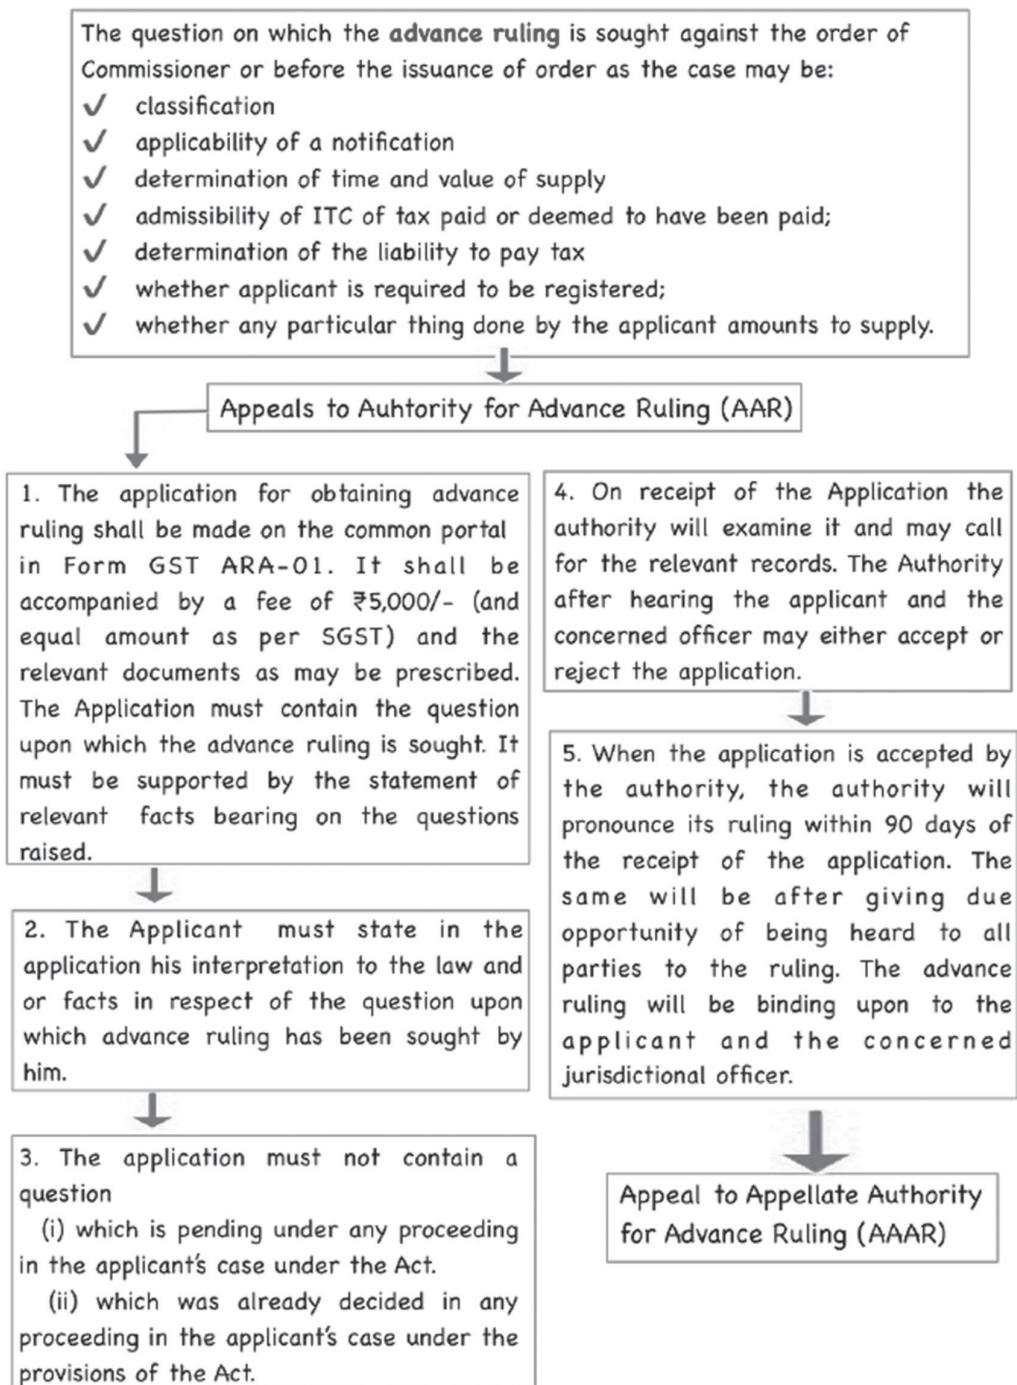 The question on which the advance ruling is sought against the order of
Commissioner or before the issuance of order as the case may be:
✓ classification
✓ applicability of a notification
✓ determination of time and value of supply
✓ admissibility of ITC of tax paid or deemed to have been paid;
✓ determination of the liability to pay tax
✓ whether applicant is required to be registered;
✓ whether any particular thing done by the applicant amounts to supply.
Appeals to Auhtority for Advance Ruling (AAR)
1. The application for obtaining advance
ruling shall be made on the common portal
in Form GST ARA-01. It shall be
accompanied by a fee of ₹5,000/- (and
equal amount as per SGST) and the
relevant documents as may be prescribed.
The Application must contain the question
upon which the advance ruling is sought. It
must be supported by the statement of
relevant facts bearing on the questions
raised.
2. The Applicant must state in the
application his interpretation to the law and
or facts in respect of the question upon
which advance ruling has been sought by
him.
3. The application must not contain a
question
(i) which is pending under any proceeding
in the applicant's case under the Act.
(ii) which was already decided in any
proceeding in the applicant's case under the
provisions of the Act.
4. On receipt of the Application the
authority will examine it and may call
for the relevant records. The Authority
after hearing the applicant and the
concerned officer may either accept or
reject the application.
5. When the application is accepted by
the authority, the authority will
pronounce its ruling within 90 days of
the receipt of the application. The
same will be after giving due
opportunity of being heard to all
parties to the ruling. The advance
ruling will be binding upon to the
applicant and the concerned
jurisdictional officer.
Appeal to Appellate Authority
for Advance Ruling (AAAR)